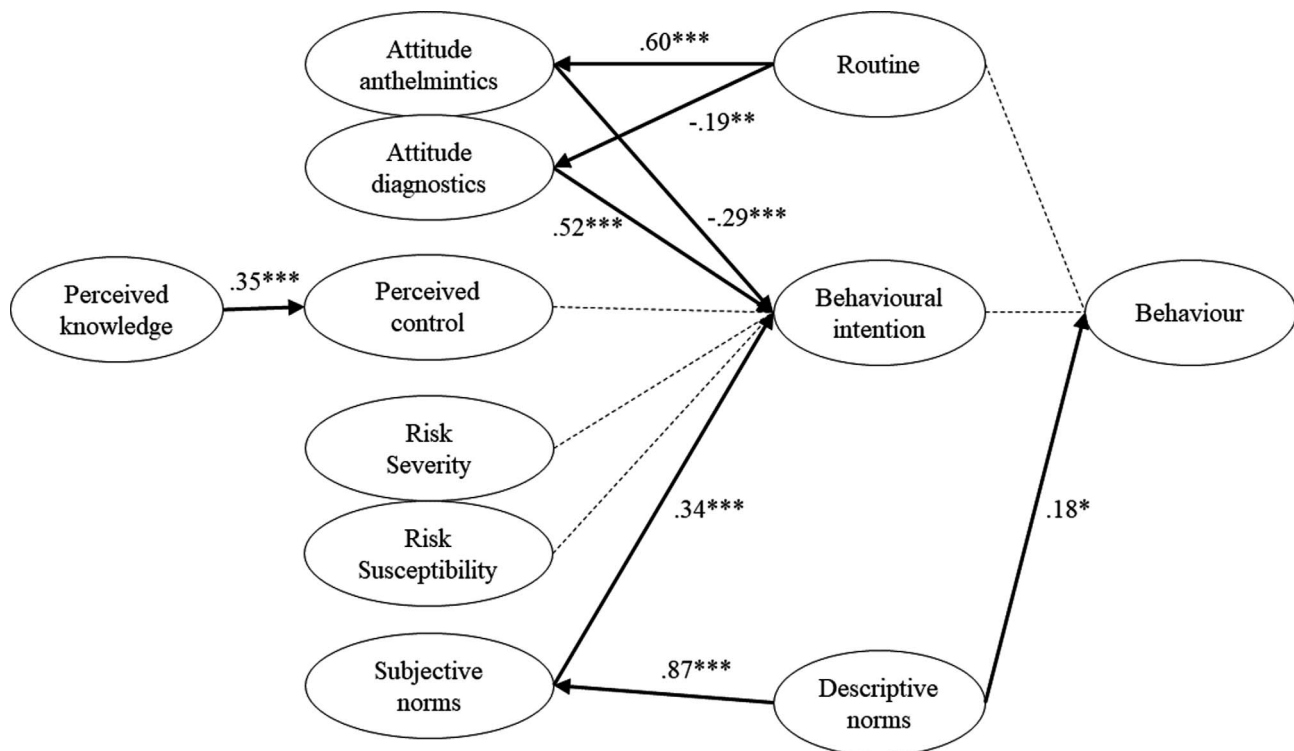 Attitude
anthelmintics
.60***
Routine
-.19**
Attitude
diagnostics
.52***
-.29***
Perceived
knowledge
.35***
Perceived
control
Behavioural
intention
Behaviour
Risk
Severity
.34***
.18*
Risk
Susceptibility
Subjective
norms
.87***
Descriptive
norms